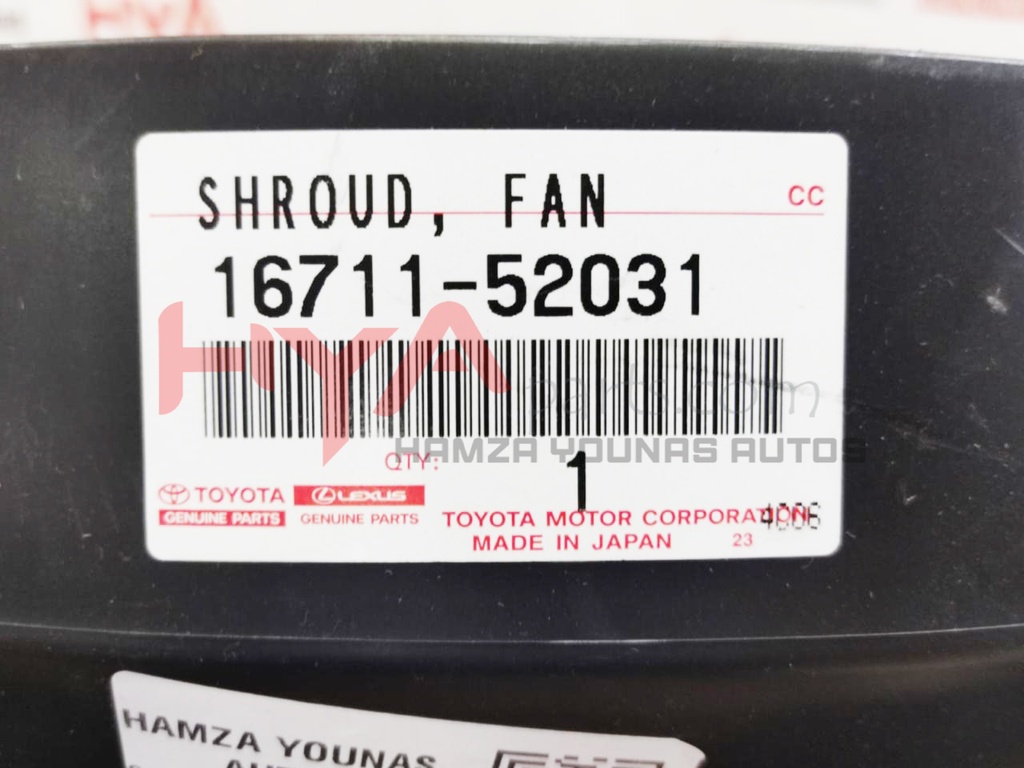 HYA
SHROUD, FAN
CC
16711-52031
HYA parts.com
HAMZA YOUNAS AUTOS
QTY: 1
TOYOTA
GENUINE PARTS
LEXUS
GENUINE PARTS
TOYOTA MOTOR CORPORATION
MADE IN JAPAN
23
HAMZA YOUNAS